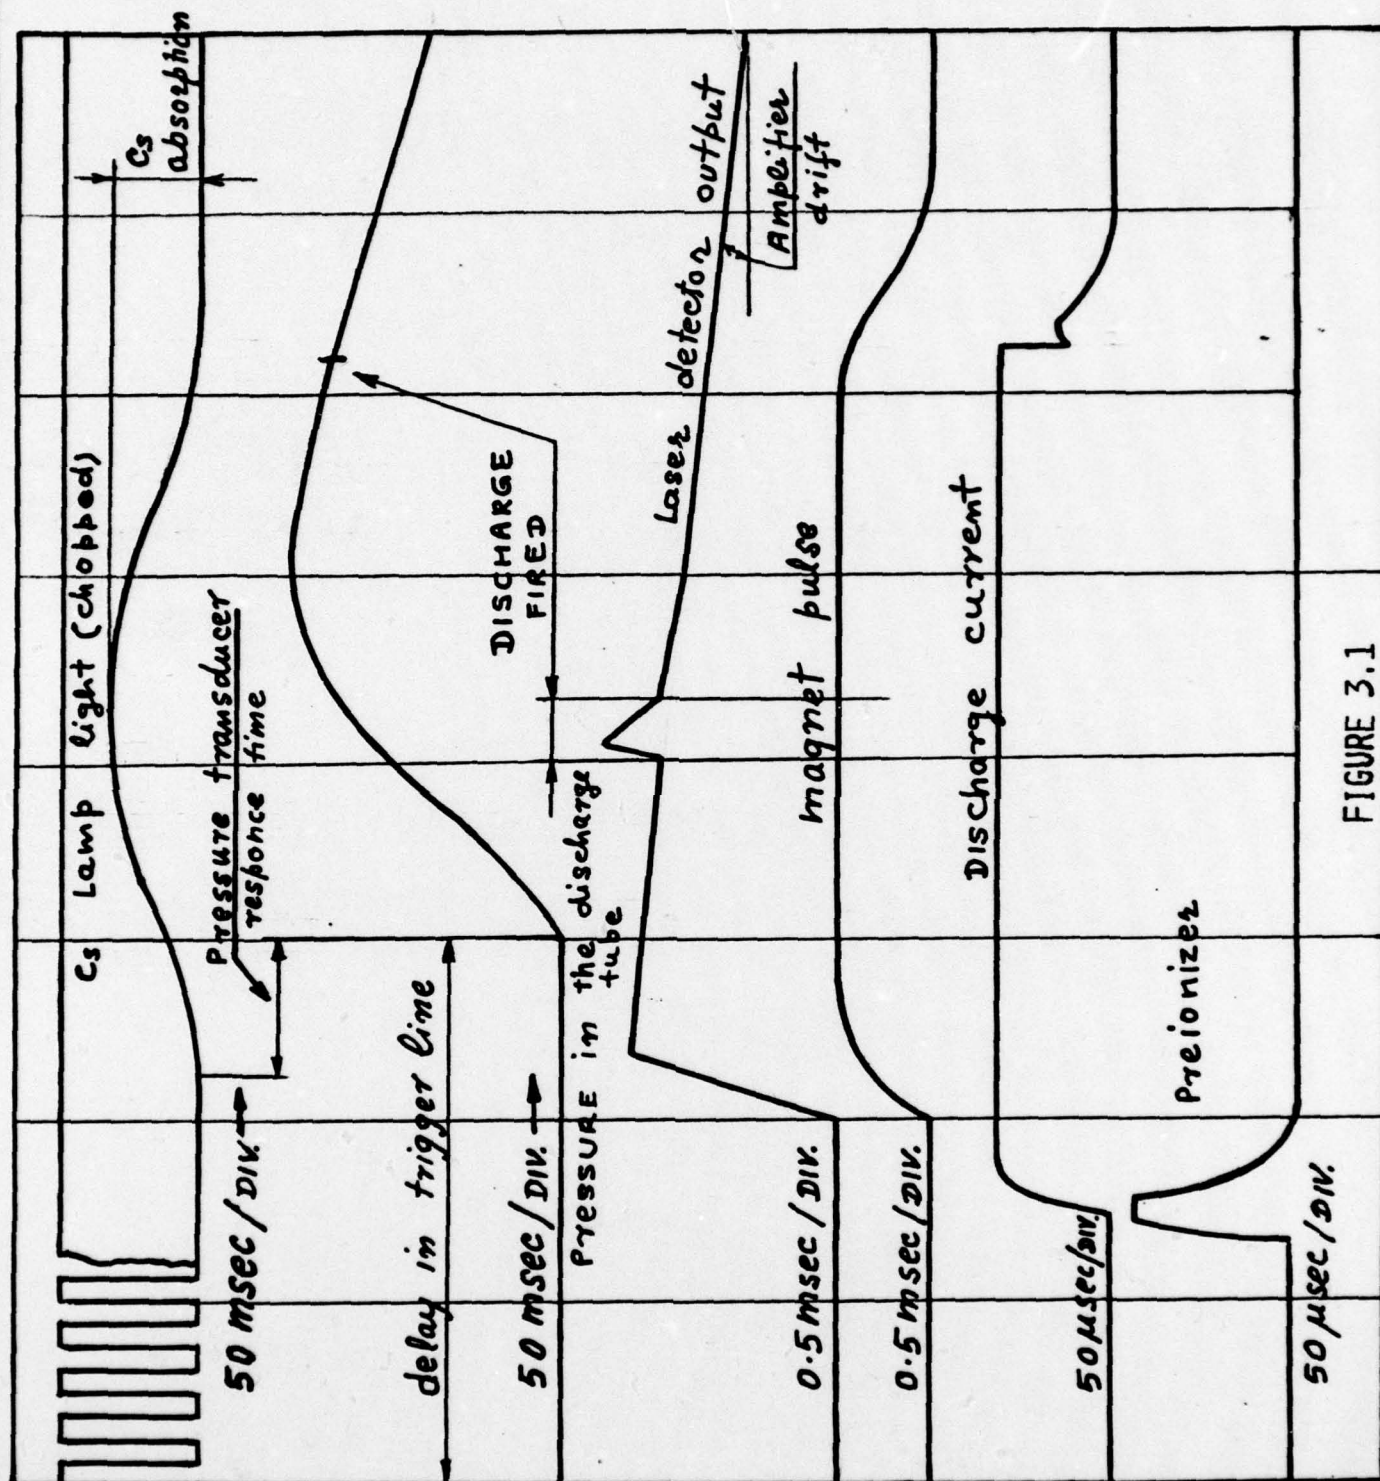 Cs Lamp light (chopped)
Cs
absorption
Pressure transducer
responce time
50 msec/DIV.
delay in trigger line
50 msec/DIV.
Pressure in the discharge
tube
DISCHARGE
FIRED
Laser detector output
Amplifier
drift
0.5 msec/DIV.
magnet pulse
0.5 msec/DIV.
Discharge current
50 μsec/DIV.
Preionizer
50 μsec/DIV.
FIGURE 3.1